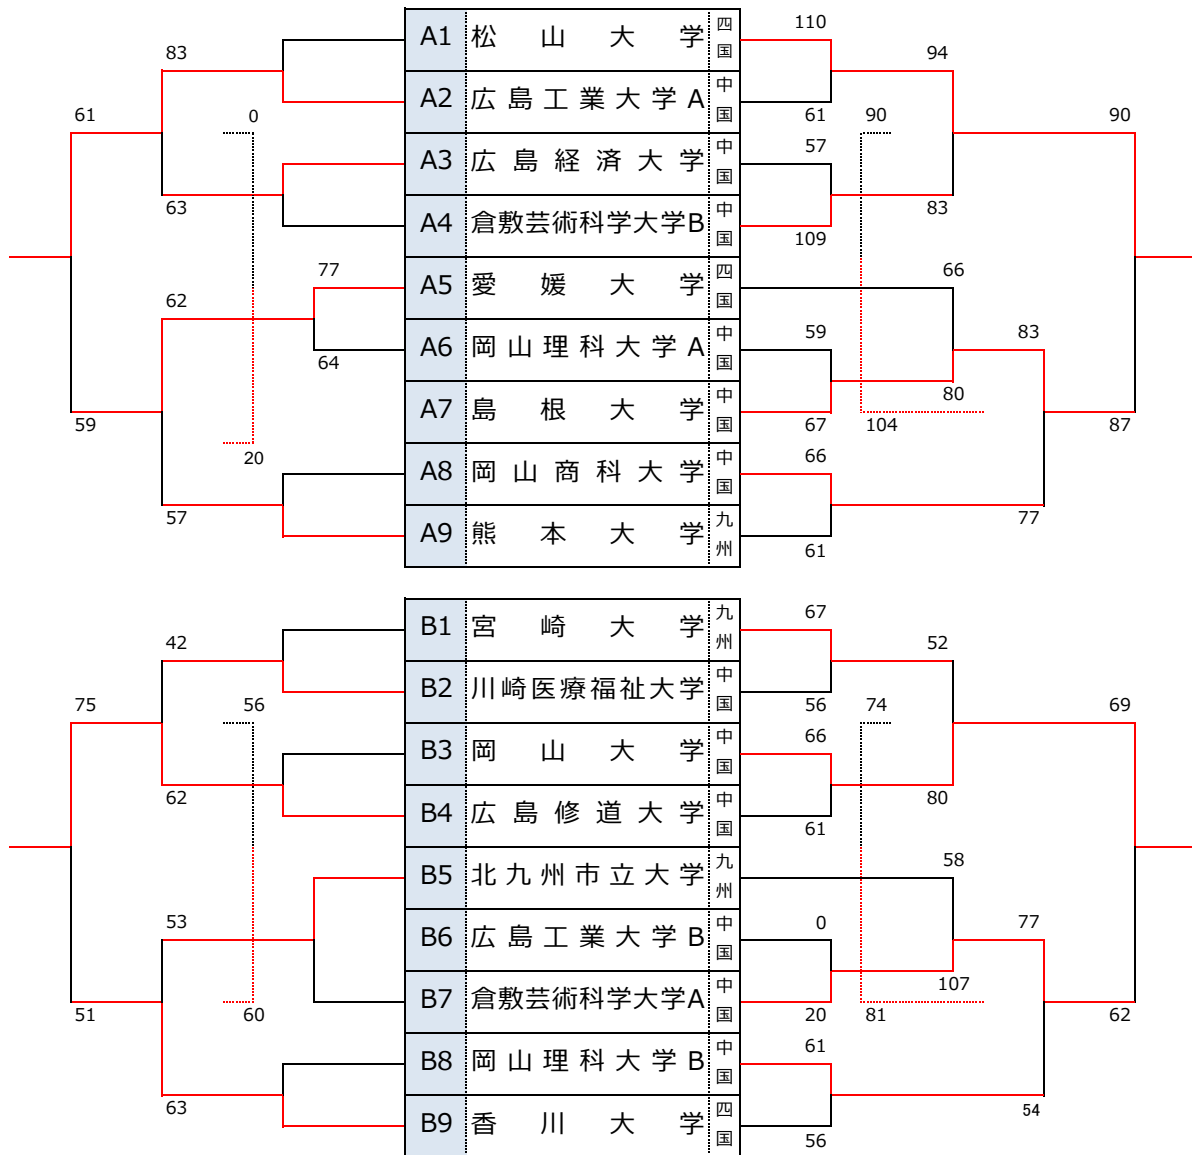 A1 松山大学 四国 110
83 94
A2 広島工業大学A 中国
61 0 61 90 90
A3 広島経済大学 中国 57
63 83
A4 倉敷芸術科学大学B 中国 109
77 A5 愛媛大学 四国 66
62 59 83
64 A6 岡山理科大学A 中国
80
59 A7 島根大学 中国 67 104 87
20 66
A8 岡山商科大学 中国
57 77
A9 熊本大学 九州 61
B1 宮崎大学 九州 67
42 52
B2 川崎医療福祉大学 中国
75 56 56 74 69
B3 岡山大学 中国 66
62 80
B4 広島修道大学 中国 61
B5 北九州市立大学 九州 58
53 0 77
B6 広島工業大学B 中国
107
51 60 B7 倉敷芸術科学大学A 中国 20 81 62
B8 岡山理科大学B 中国 61
63 54
B9 香川大学 四国 56